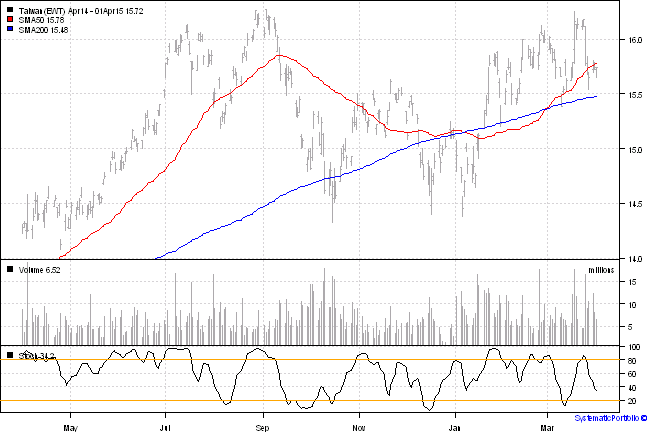 Taiwan (EWT) Apr14 - 01Apr15 15.72
SMA50 15.78
SMA200 15.48
16.0
15.5
15.0
14.5
14.0
Volume 6.52
millions
15
10
5
100
80
60
40
20
May
Jul
Sep
Nov
Jan
Mar
SystematicPortfolio ©